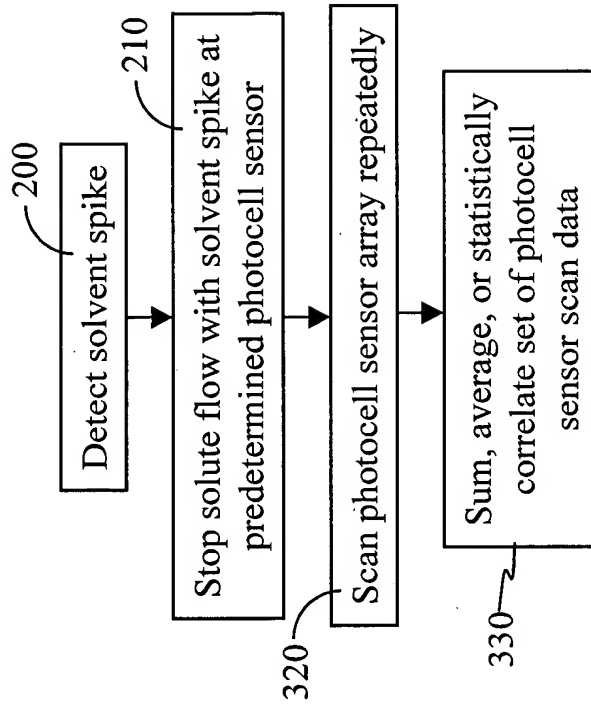 200
Detect solvent spike
210
Stop solute flow with solvent spike at
predetermined photocell sensor
320
Scan photocell sensor array repeatedly
330
Sum, average, or statistically
correlate set of photocell
sensor scan data